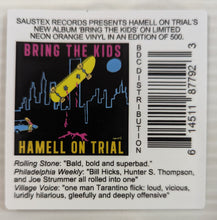 SAUSTEX RECORDS PRESENTS HAMELL ON TRIAL'S
NEW ALBUM 'BRING THE KIDS' ON LIMITED
NEON ORANGE VINYL IN AN EDITION OF 500.
BRING THE KIDS
HAMELL ON TRIAL
BDC DISTRIBUTION
6 14511 87792 3
Rolling Stone: "Bald, bold and superbad."
Philadelphia Weekly: "Bill Hicks, Hunter S. Thompson,
and Joe Strummer all rolled into one"
Village Voice: "one man Tarantino flick: loud, vicious,
luridly hilarious, gleefully and deeply offensive"